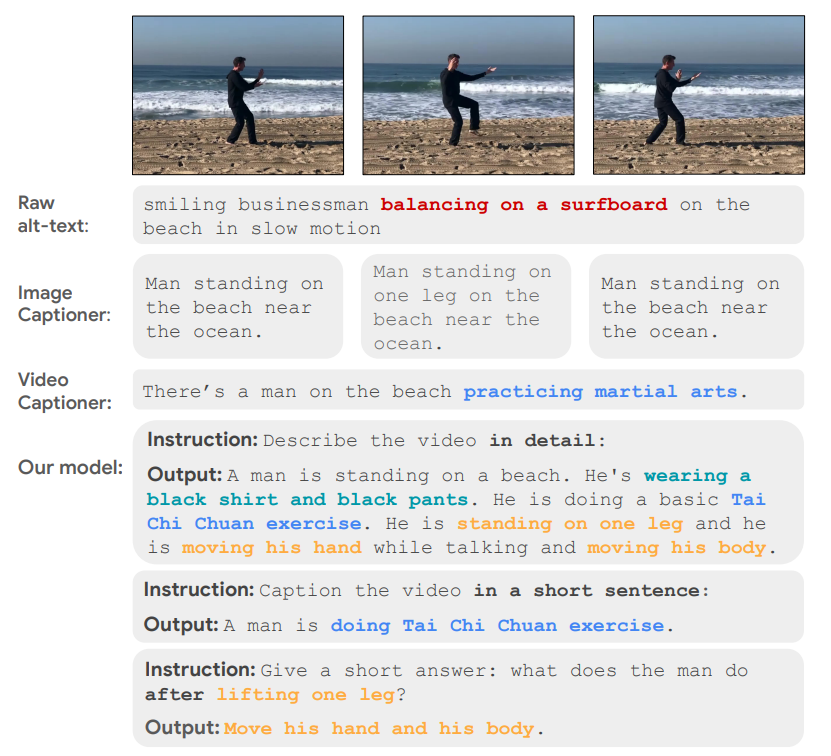 Raw
alt-text:
smiling businessman balancing on a surfboard on the
beach in slow motion
Image
Captioner:
Man standing on
the beach near
the ocean.
Man standing on
one leg on the
beach near the
ocean.
Man standing on
the beach near
the ocean.
Video
Captioner:
There's a man on the beach practicing martial arts.
Our model:
Instruction: Describe the video in detail:
Output: A man is standing on a beach. He's wearing a
black shirt and black pants. He is doing a basic Tai
Chi Chuan exercise. He is standing on one leg and he
is moving his hand while talking and moving his body.
Instruction: Caption the video in a short sentence:
Output: A man is doing Tai Chi Chuan exercise.
Instruction: Give a short answer: what does the man do
after lifting one leg?
Output: Move his hand and his body.